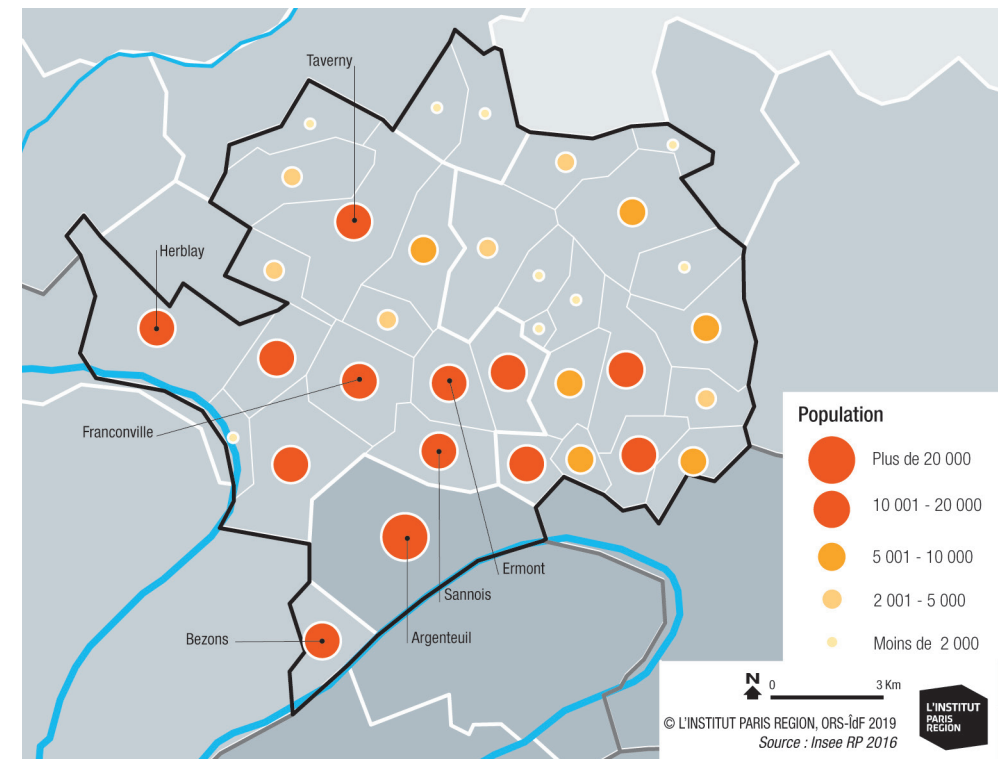 Taverny
Herblay
Franconville
Ermont
Sannois
Bezons
Argenteuil
Population
Plus de 20 000
10 001 - 20 000
5 001 - 10 000
2 001 - 5 000
Moins de 2 000
N
0 3 Km
© L'INSTITUT PARIS REGION, ORS-ÎdF 2019
Source : Insee RP 2016
L'INSTITUT
PARIS
REGION